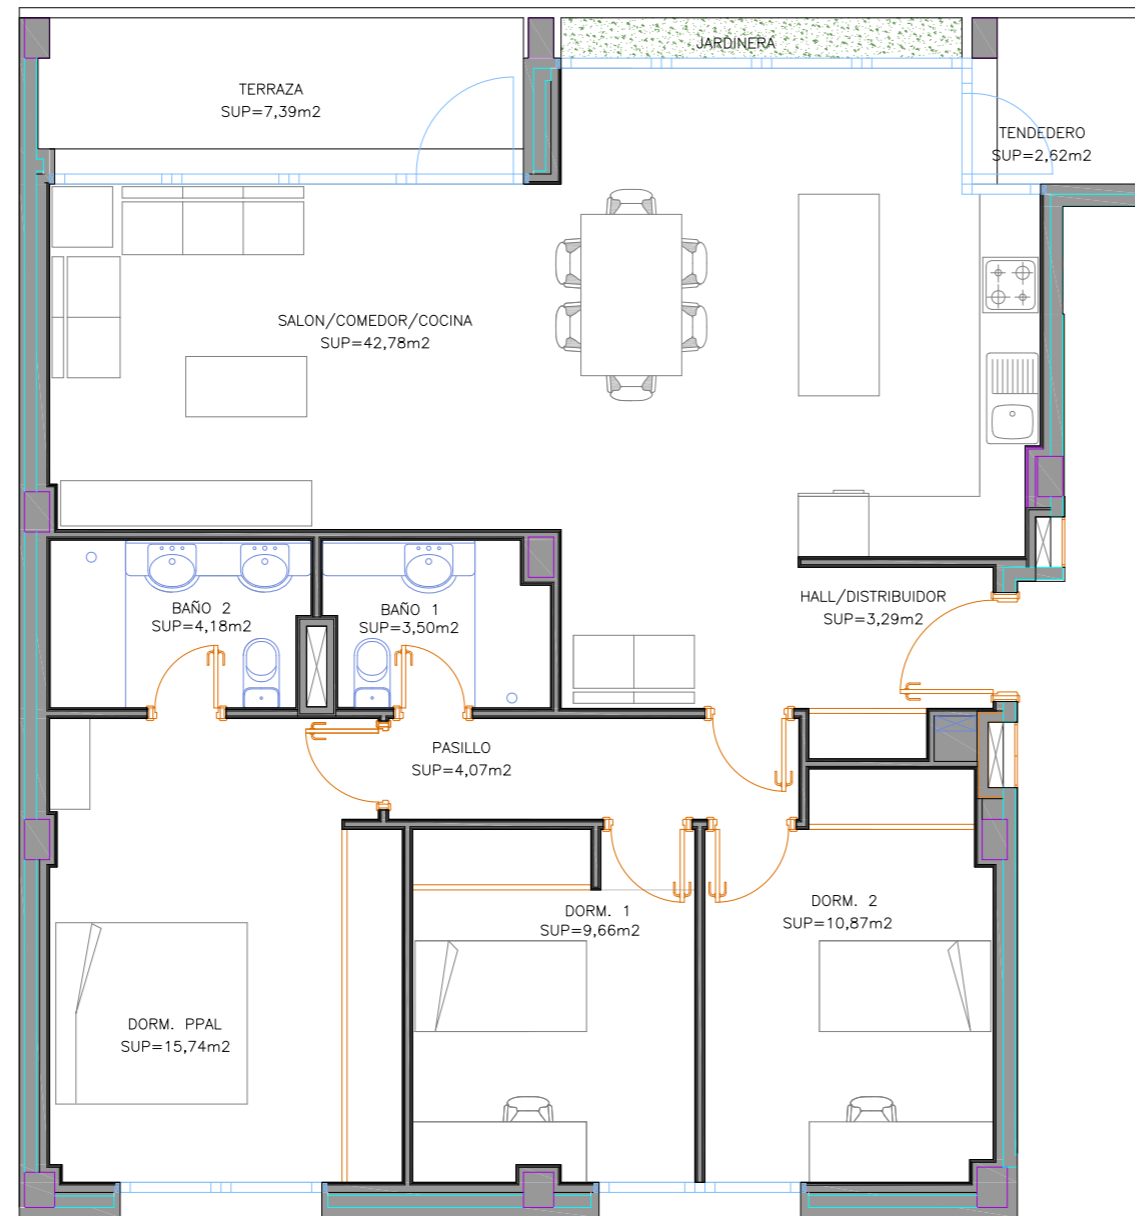 JARDINERA
TERRAZA
SUP=7,39m2
TENDEDERO
SUP=2,62m2
SALON/COMEDOR/COCINA
SUP=42,78m2
BAÑO 2
SUP=4,18m2
BAÑO 1
SUP=3,50m2
HALL/DISTRIBUIDOR
SUP=3,29m2
PASILLO
SUP=4,07m2
DORM. 1
SUP=9,66m2
DORM. 2
SUP=10,87m2
DORM. PPAL
SUP=15,74m2